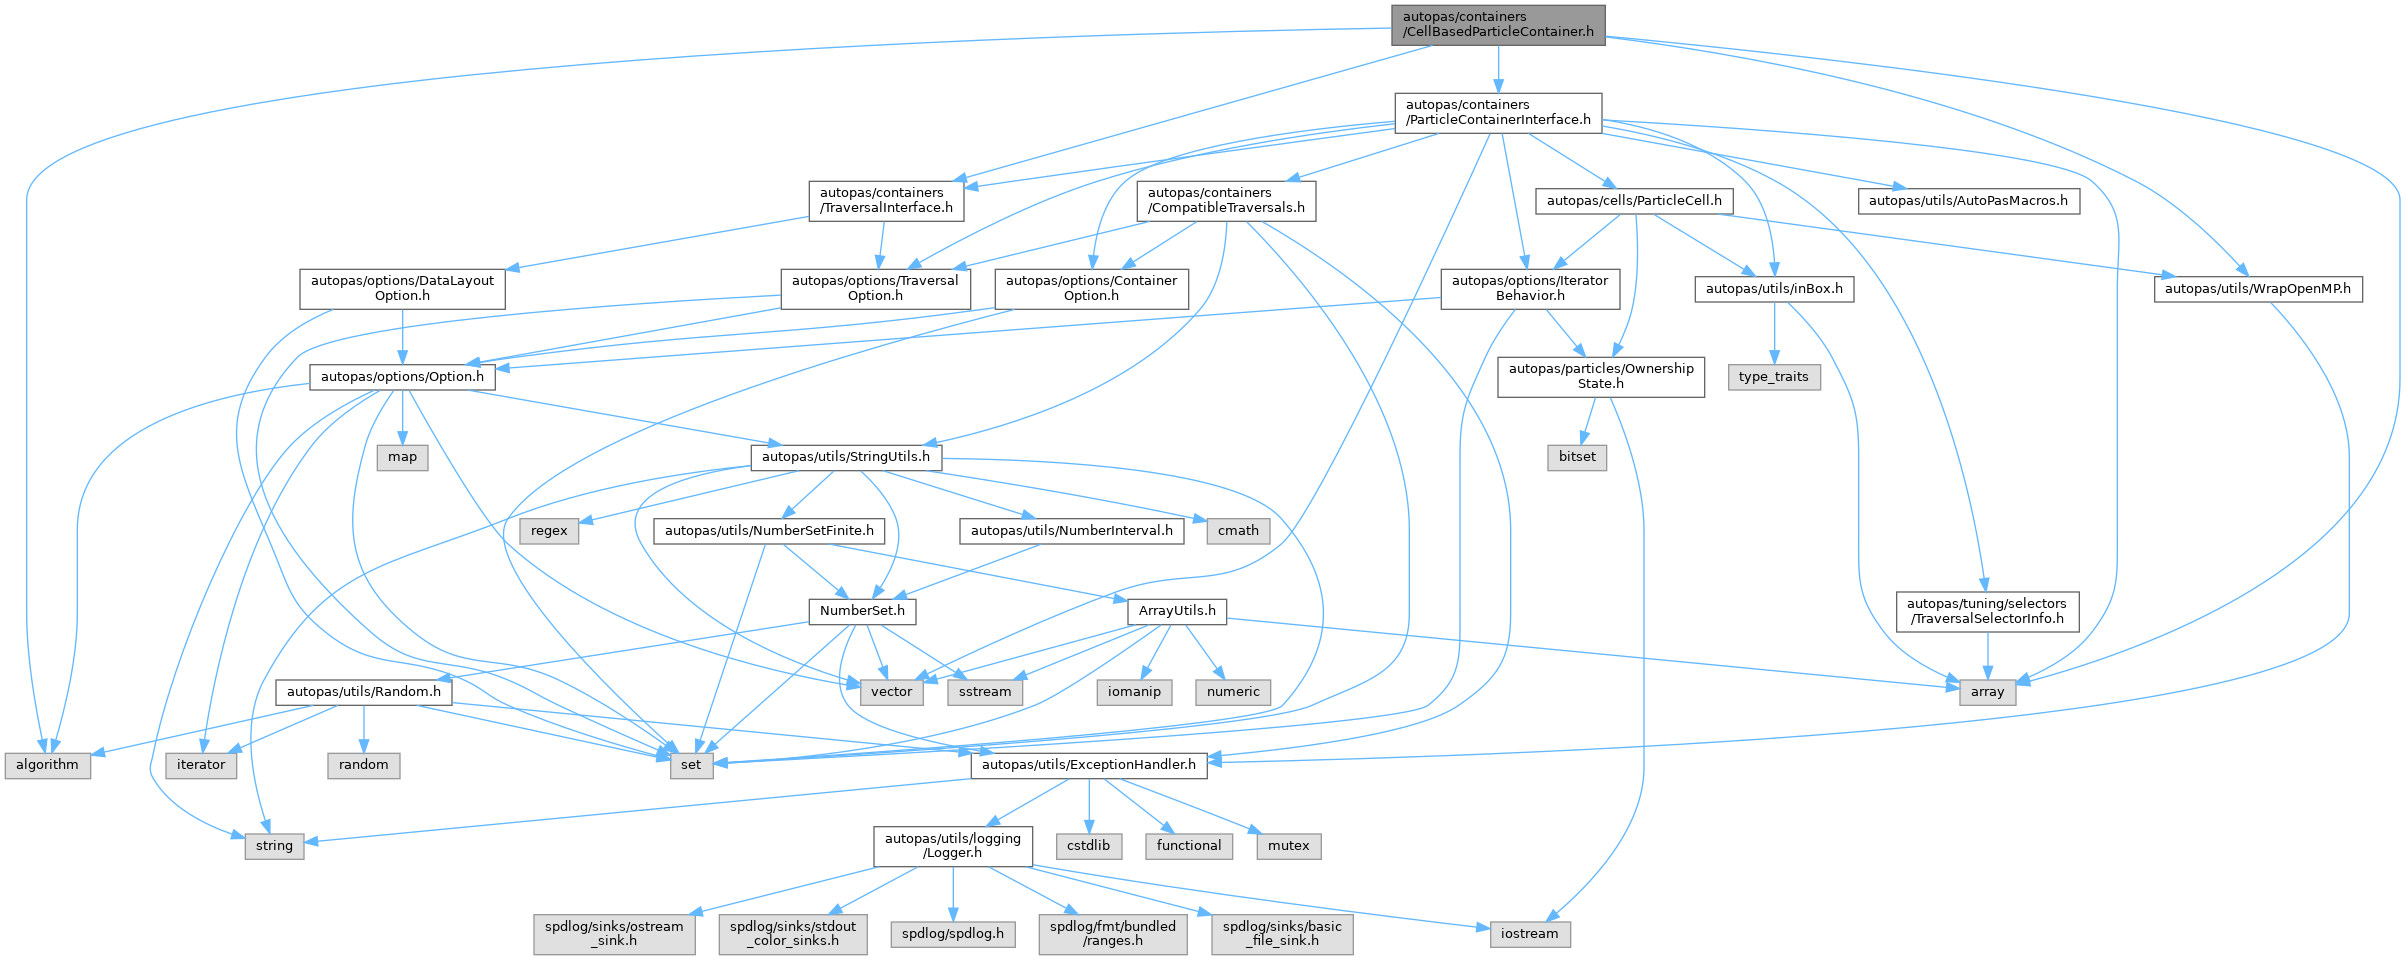 autopas/containers
/CellBasedParticleContainer.h
autopas/containers
/ParticleContainerInterface.h
autopas/containers
/TraversalInterface.h
autopas/containers
/CompatibleTraversals.h
autopas/cells/ParticleCell.h
autopas/utils/AutoPasMacros.h
autopas/options/DataLayout
Option.h
autopas/options/Traversal
Option.h
autopas/options/Container
Option.h
autopas/options/Iterator
Behavior.h
autopas/utils/inBox.h
autopas/utils/WrapOpenMP.h
autopas/options/Option.h
autopas/particles/Ownership
State.h
type_traits
map
autopas/utils/StringUtils.h
bitset
regex
autopas/utils/NumberSetFinite.h
autopas/utils/NumberInterval.h
cmath
NumberSet.h
ArrayUtils.h
autopas/tuning/selectors
/TraversalSelectorInfo.h
autopas/utils/Random.h
vector
sstream
iomanip
numeric
array
algorithm
iterator
random
set
autopas/utils/ExceptionHandler.h
string
autopas/utils/logging
/Logger.h
cstdlib
functional
mutex
spdlog/sinks/ostream
_sink.h
spdlog/sinks/stdout
_color_sinks.h
spdlog/spdlog.h
spdlog/fmt/bundled
/ranges.h
spdlog/sinks/basic
_file_sink.h
iostream